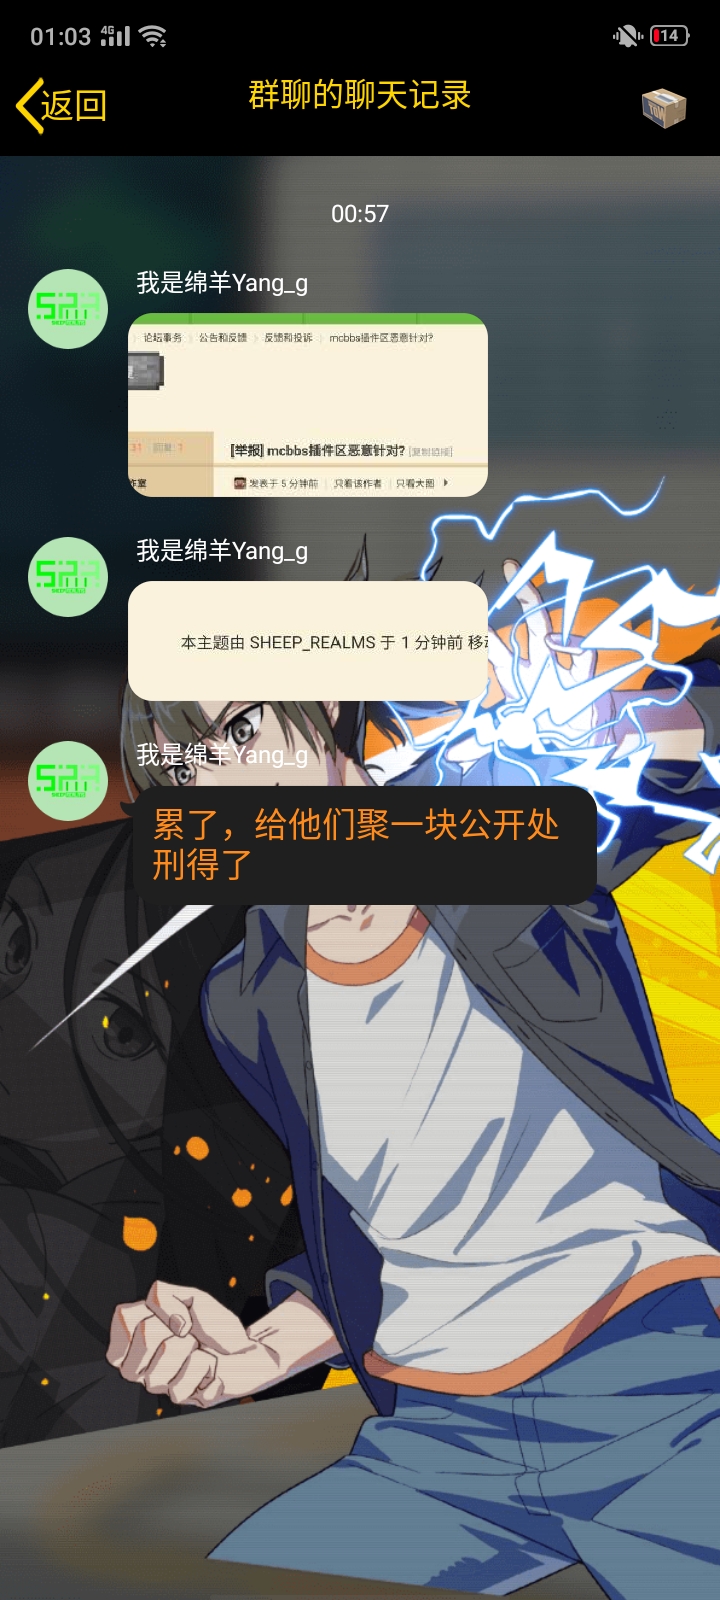 01:03 4G 14
返回 群聊的聊天记录
00:57
我是绵羊Yang_g
论坛事务 公告和反馈 反馈和投诉 mcbbs插件区恶意针对?
[举报] mcbbs插件区恶意针对? [复制链接]
发表于 5 分钟前 只看该作者 只看大图
我是绵羊Yang_g
本主题由 SHEEP_REALMS 于 1 分钟前 移
我是绵羊Yang_g
累了，给他们聚一块公开处
刑得了